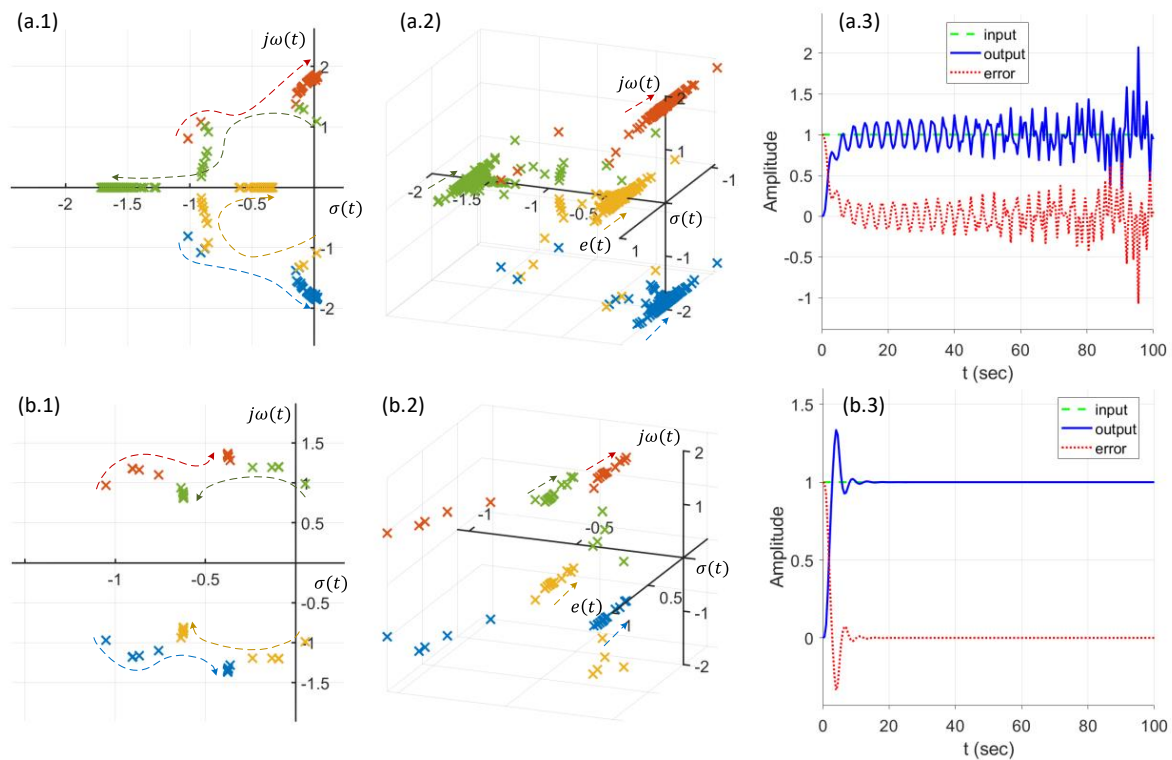 (a.1)
jω(t)
2
1
-1
-2
-2
-1.5
-1
-0.5
σ(t)
(a.2)
jω(t)
2
1
-1
-2
-2
-1.5
-1
-0.5
-1
1
σ(t)
e(t)
(a.3)
input
output
error
Amplitude
2
1.5
1
0.5
0
-0.5
-1
0
20
40
60
80
100
t (sec)
(b.1)
jω(t)
1.5
0.5
-0.5
-1
-1.5
-1
-0.5
σ(t)
(b.2)
jω(t)
2
1
-1
-2
-1
-0.5
0.5
1
σ(t)
e(t)
(b.3)
input
output
error
Amplitude
1.5
1
0.5
0
0
20
40
60
80
100
t (sec)